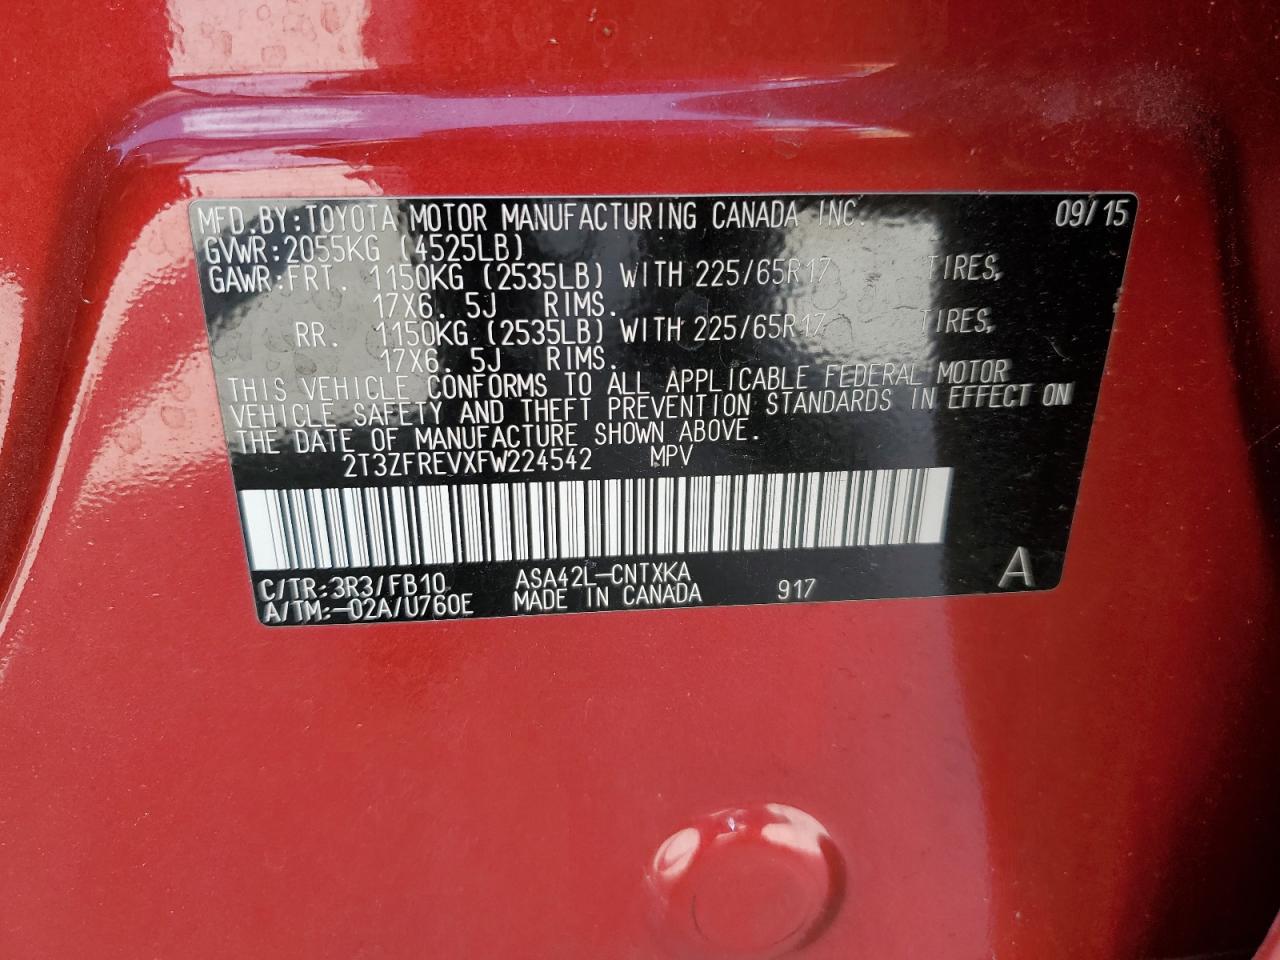 MFD.BY:TOYOTA MOTOR MANUFACTURING CANADA INC. 09/15
GVWR:2055KG (4525LB)
GAWR:FRT. 1150KG (2535LB) WITH 225/65R17 TIRES,
17X6.5J RIMS.
RR. 1150KG (2535LB) WITH 225/65R17 TIRES,
17X6.5J RIMS.
THIS VEHICLE CONFORMS TO ALL APPLICABLE FEDERAL MOTOR
VEHICLE SAFETY AND THEFT PREVENTION STANDARDS IN EFFECT ON
THE DATE OF MANUFACTURE SHOWN ABOVE.
2T3ZFREVXFW224542 MPV
C/TR:3R3/FB10 ASA42L-CNTXKA A
A/TM:-02A/U760E MADE IN CANADA 917